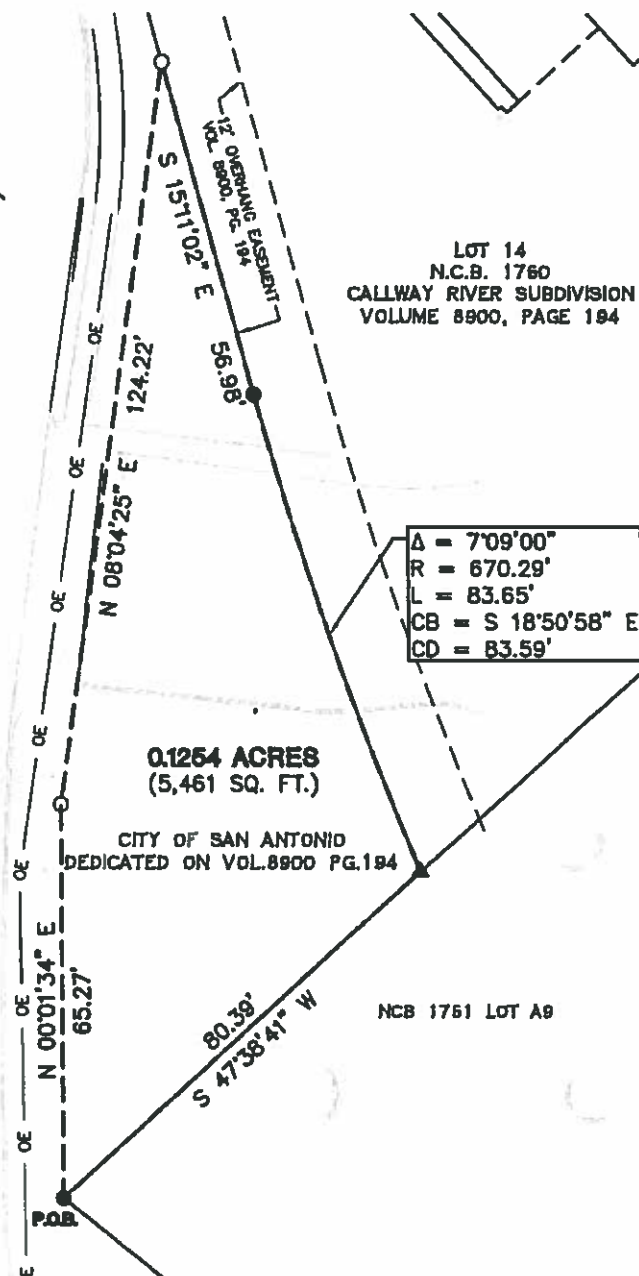 12' OVERHANG EASEMENT
VOL. 8900, PG. 194
S 15°11'02" E
56.98'
LOT 14
N.C.B. 1760
CALLWAY RIVER SUBDIVISION
VOLUME 8900, PAGE 194
OE
124.22'
N 08°04'25" E
OE
OE
Δ = 7°09'00"
R = 670.29'
L = 83.65'
CB = S 18°50'58" E
CD = 83.59'
OE
0.1254 ACRES
(5,461 SQ. FT.)
CITY OF SAN ANTONIO
DEDICATED ON VOL.8900 PG.194
OE
N 00°01'34" E
65.27'
OE
80.39'
S 47°38'41" W
NCB 1761 LOT A9
OE
P.O.B.
E